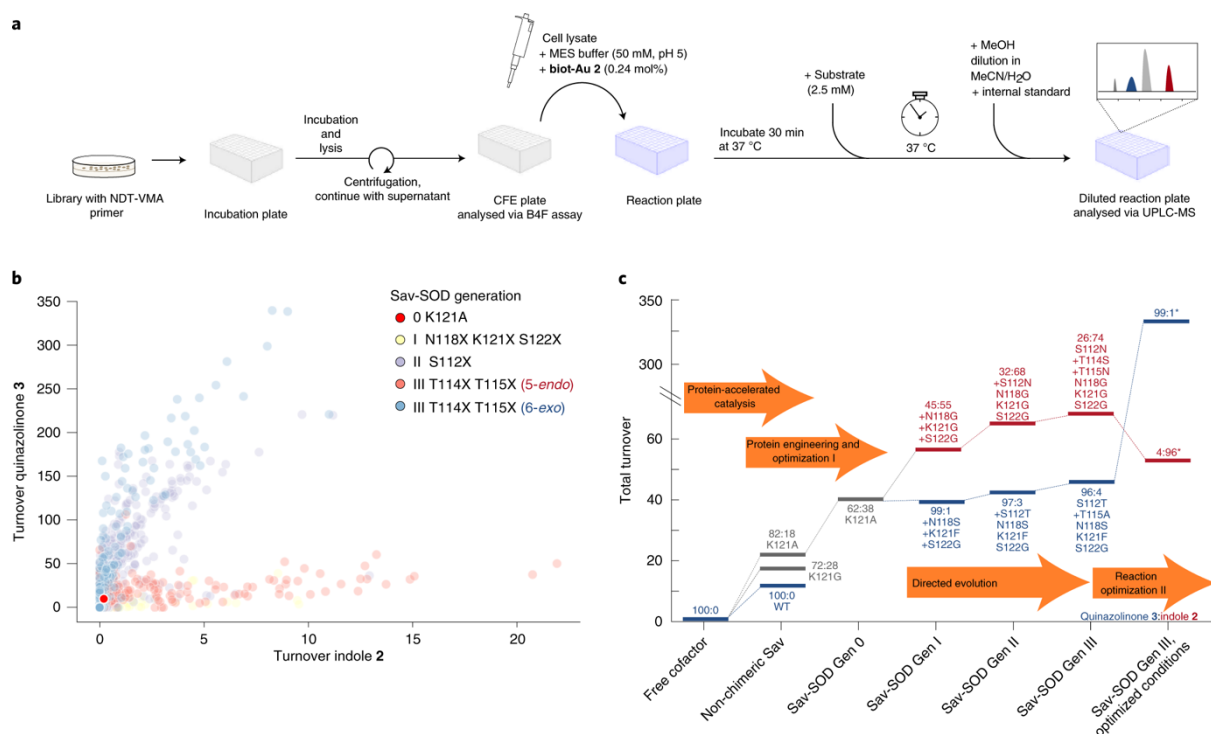 a
Cell lysate
+ MES buffer (50 mM, pH 5)
+ biot-Au 2 (0.24 mol%)
+ Substrate
(2.5 mM)
+ MeOH
dilution in
MeCN/H2O
+ internal standard
Incubation
and
lysis
Incubate 30 min
at 37 °C
37 °C
Centrifugation,
continue with supernatant
Library with NDT-VMA
primer
Incubation plate
CFE plate
analysed via B4F assay
Reaction plate
Diluted reaction plate
analysed via UPLC-MS
b
Turnover quinazolinone 3
350
300
250
200
150
100
50
0
0
5
10
15
20
Turnover indole 2
Sav-SOD generation
0 K121A
I N118X K121X S122X
II S112X
III T114X T115X (5-endo)
III T114X T115X (6-exo)
c
Total turnover
350
300
60
40
20
0
Protein-accelerated
catalysis
Protein engineering and
optimization I
Directed evolution
Reaction
optimization II
100:0
82:18
K121A
72:28
K121G
100:0
WT
62:38
K121A
45:55
+N118G
+K121G
+S122G
32:68
+S112N
N118G
K121G
S122G
26:74
S112N
+T114S
+T115N
N118G
K121G
S122G
99:1*
4:96*
99:1
+N118S
+K121F
+S122G
97:3
+S112T
N118S
K121F
S122G
96:4
S112T
+T115A
N118S
K121F
S122G
Quinazolinone 3:indole 2
Free cofactor
Non-chimeric Sav
Sav-SOD Gen 0
Sav-SOD Gen I
Sav-SOD Gen II
Sav-SOD Gen III
Sav-SOD Gen III,
optimized conditions